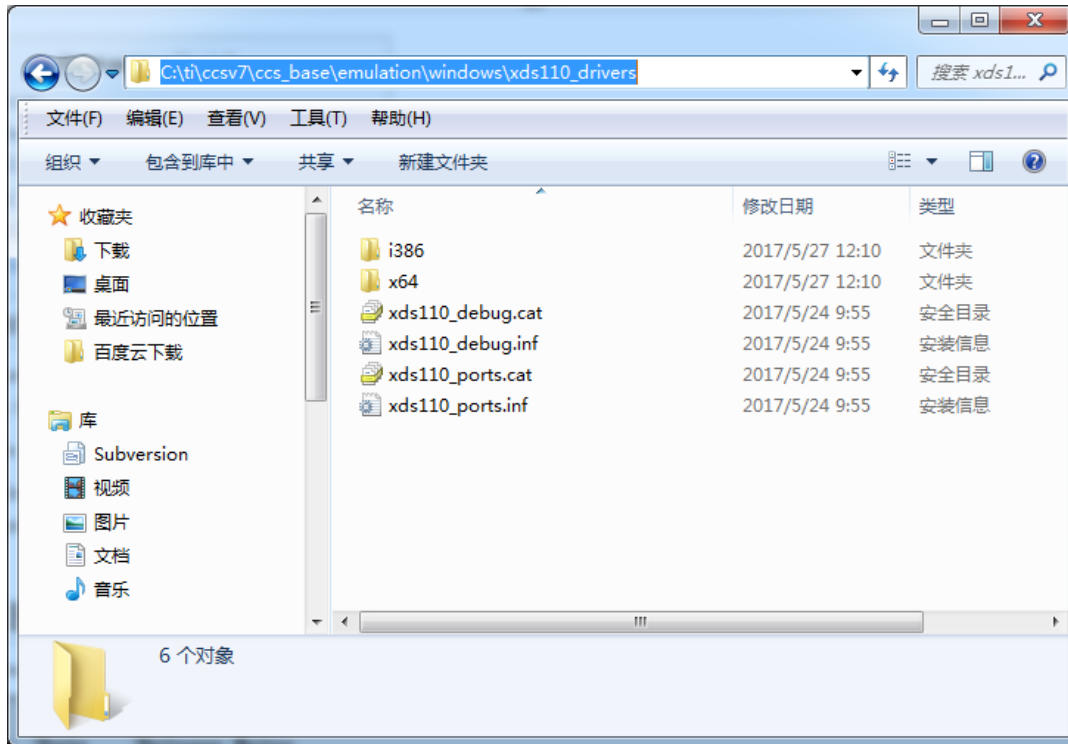 C:\ti\ccsv7\ccs_base\emulation\windows\xds110_drivers
搜索 xds1...
文件(F) 编辑(E) 查看(V) 工具(T) 帮助(H)
组织 包含到库中 共享 新建文件夹
收藏夹
下载
桌面
最近访问的位置
百度云下载
库
Subversion
视频
图片
文档
音乐
名称 修改日期 类型
i386 2017/5/27 12:10 文件夹
x64 2017/5/27 12:10 文件夹
xds110_debug.cat 2017/5/24 9:55 安全目录
xds110_debug.inf 2017/5/24 9:55 安装信息
xds110_ports.cat 2017/5/24 9:55 安全目录
xds110_ports.inf 2017/5/24 9:55 安装信息
6 个对象